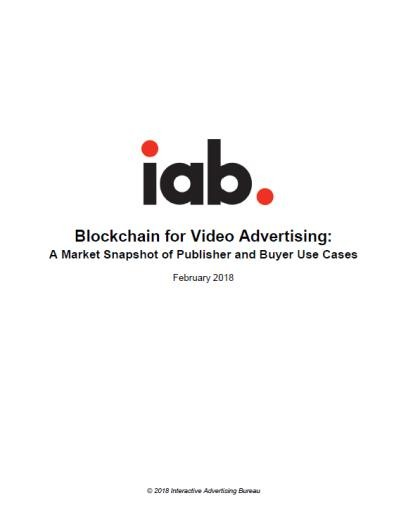 iab.
Blockchain for Video Advertising:
A Market Snapshot of Publisher and Buyer Use Cases
February 2018
© 2018 Interactive Advertising Bureau